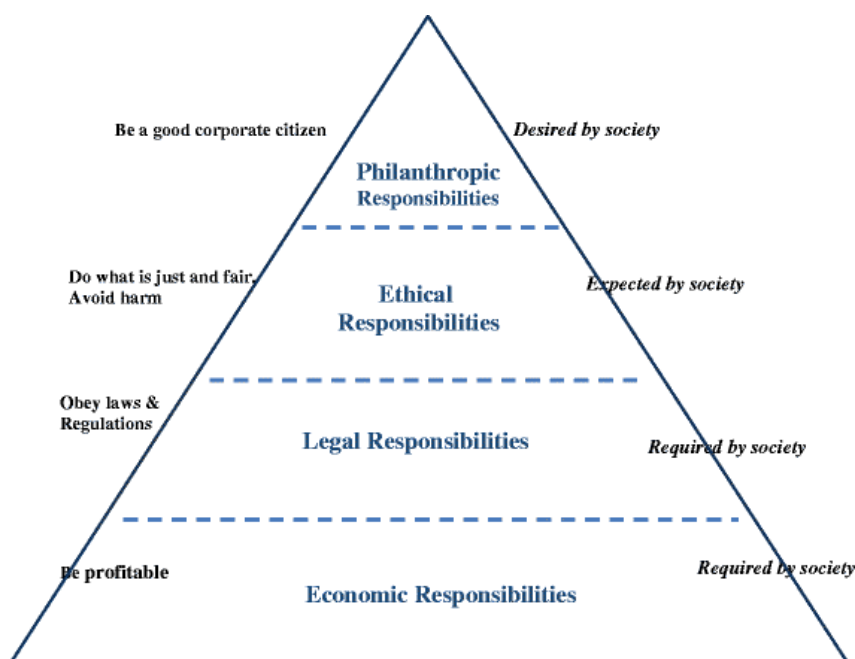 Be a good corporate citizen
Desired by society
Philanthropic
Responsibilities
Do what is just and fair,
Avoid harm
Expected by society
Ethical
Responsibilities
Obey laws &
Regulations
Legal Responsibilities
Required by society
Be profitable
Required by society
Economic Responsibilities